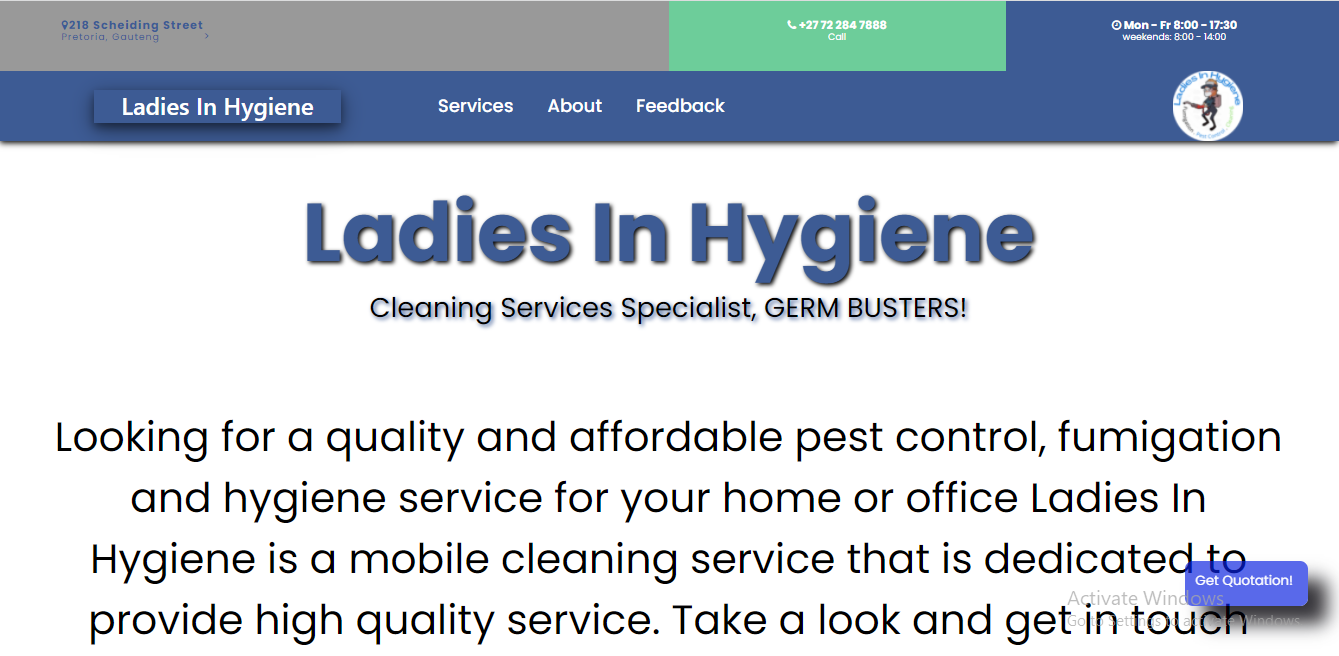 218 Scheiding Street
Pretoria, Gauteng >
+27 72 284 7888
Call
Mon - Fr 8:00 - 17:30
weekends: 8:00 - 14:00
Ladies In Hygiene
Services About Feedback
Ladies In Hygiene
Ladies In Hygiene
Cleaning Services Specialist, GERM BUSTERS!
Looking for a quality and affordable pest control, fumigation
and hygiene service for your home or office Ladies In
Hygiene is a mobile cleaning service that is dedicated to
provide high quality service. Take a look and get in touch
Get Quotation!
Activate Windows
Go to Settings to activate Windows.